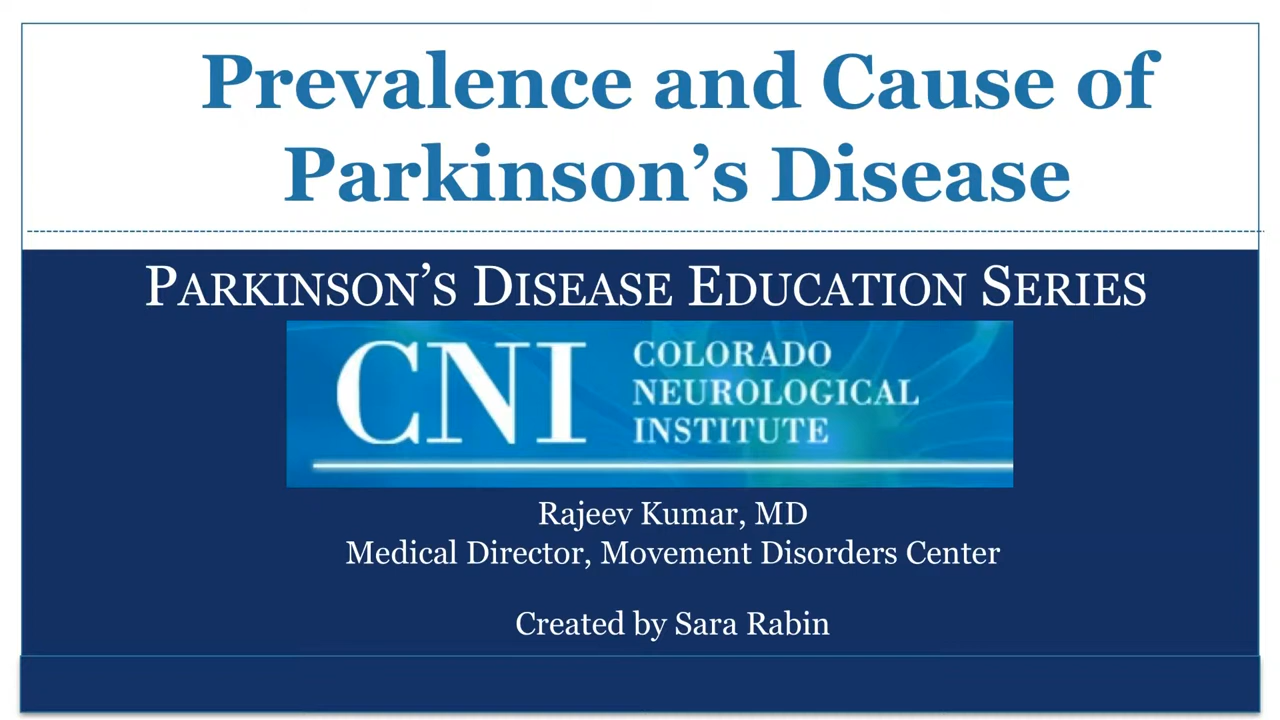 Prevalence and Cause of
Parkinson’s Disease
PARKINSON’S DISEASE EDUCATION SERIES
CNI
COLORADO
NEUROLOGICAL
INSTITUTE
Rajeev Kumar, MD
Medical Director, Movement Disorders Center
Created by Sara Rabin